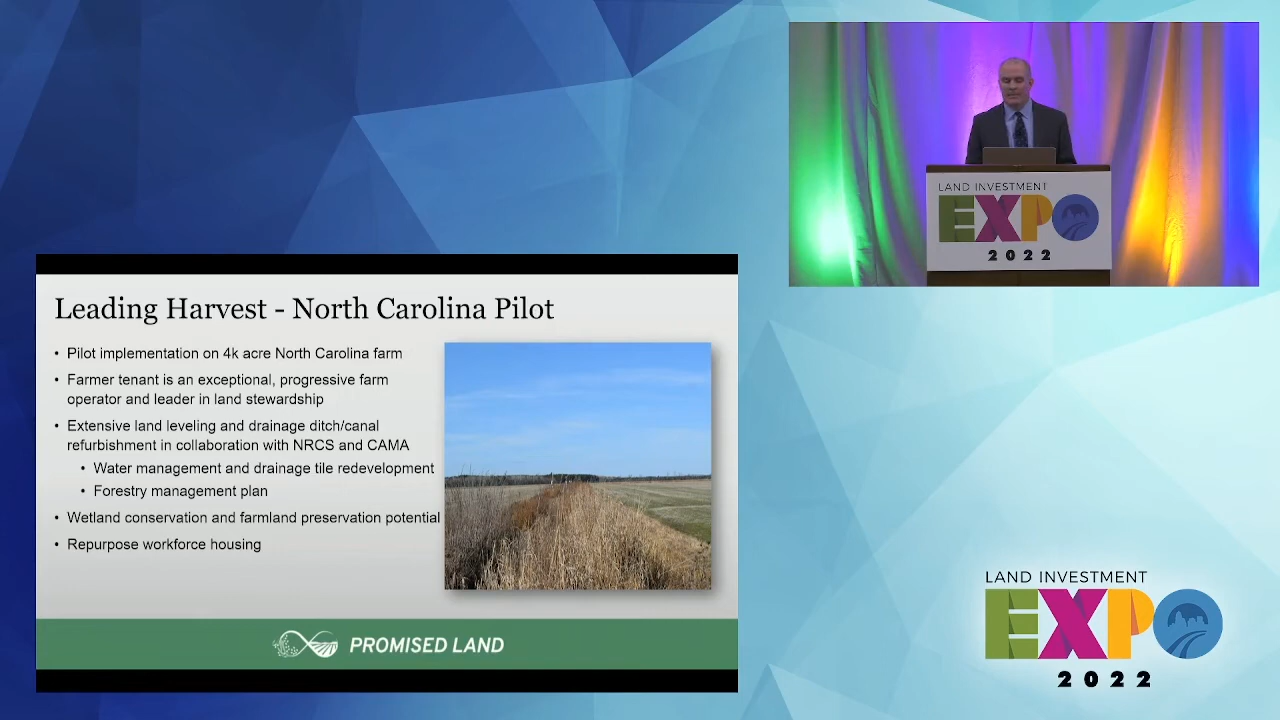 LAND INVESTMENT
EXPO
2022
Leading Harvest - North Carolina Pilot
• Pilot implementation on 4k acre North Carolina farm
• Farmer tenant is an exceptional, progressive farm
operator and leader in land stewardship
• Extensive land leveling and drainage ditch/canal
refurbishment in collaboration with NRCS and CAMA
• Water management and drainage tile redevelopment
• Forestry management plan
• Wetland conservation and farmland preservation potential
• Repurpose workforce housing
PROMISED LAND
LAND INVESTMENT
EXPO
2022